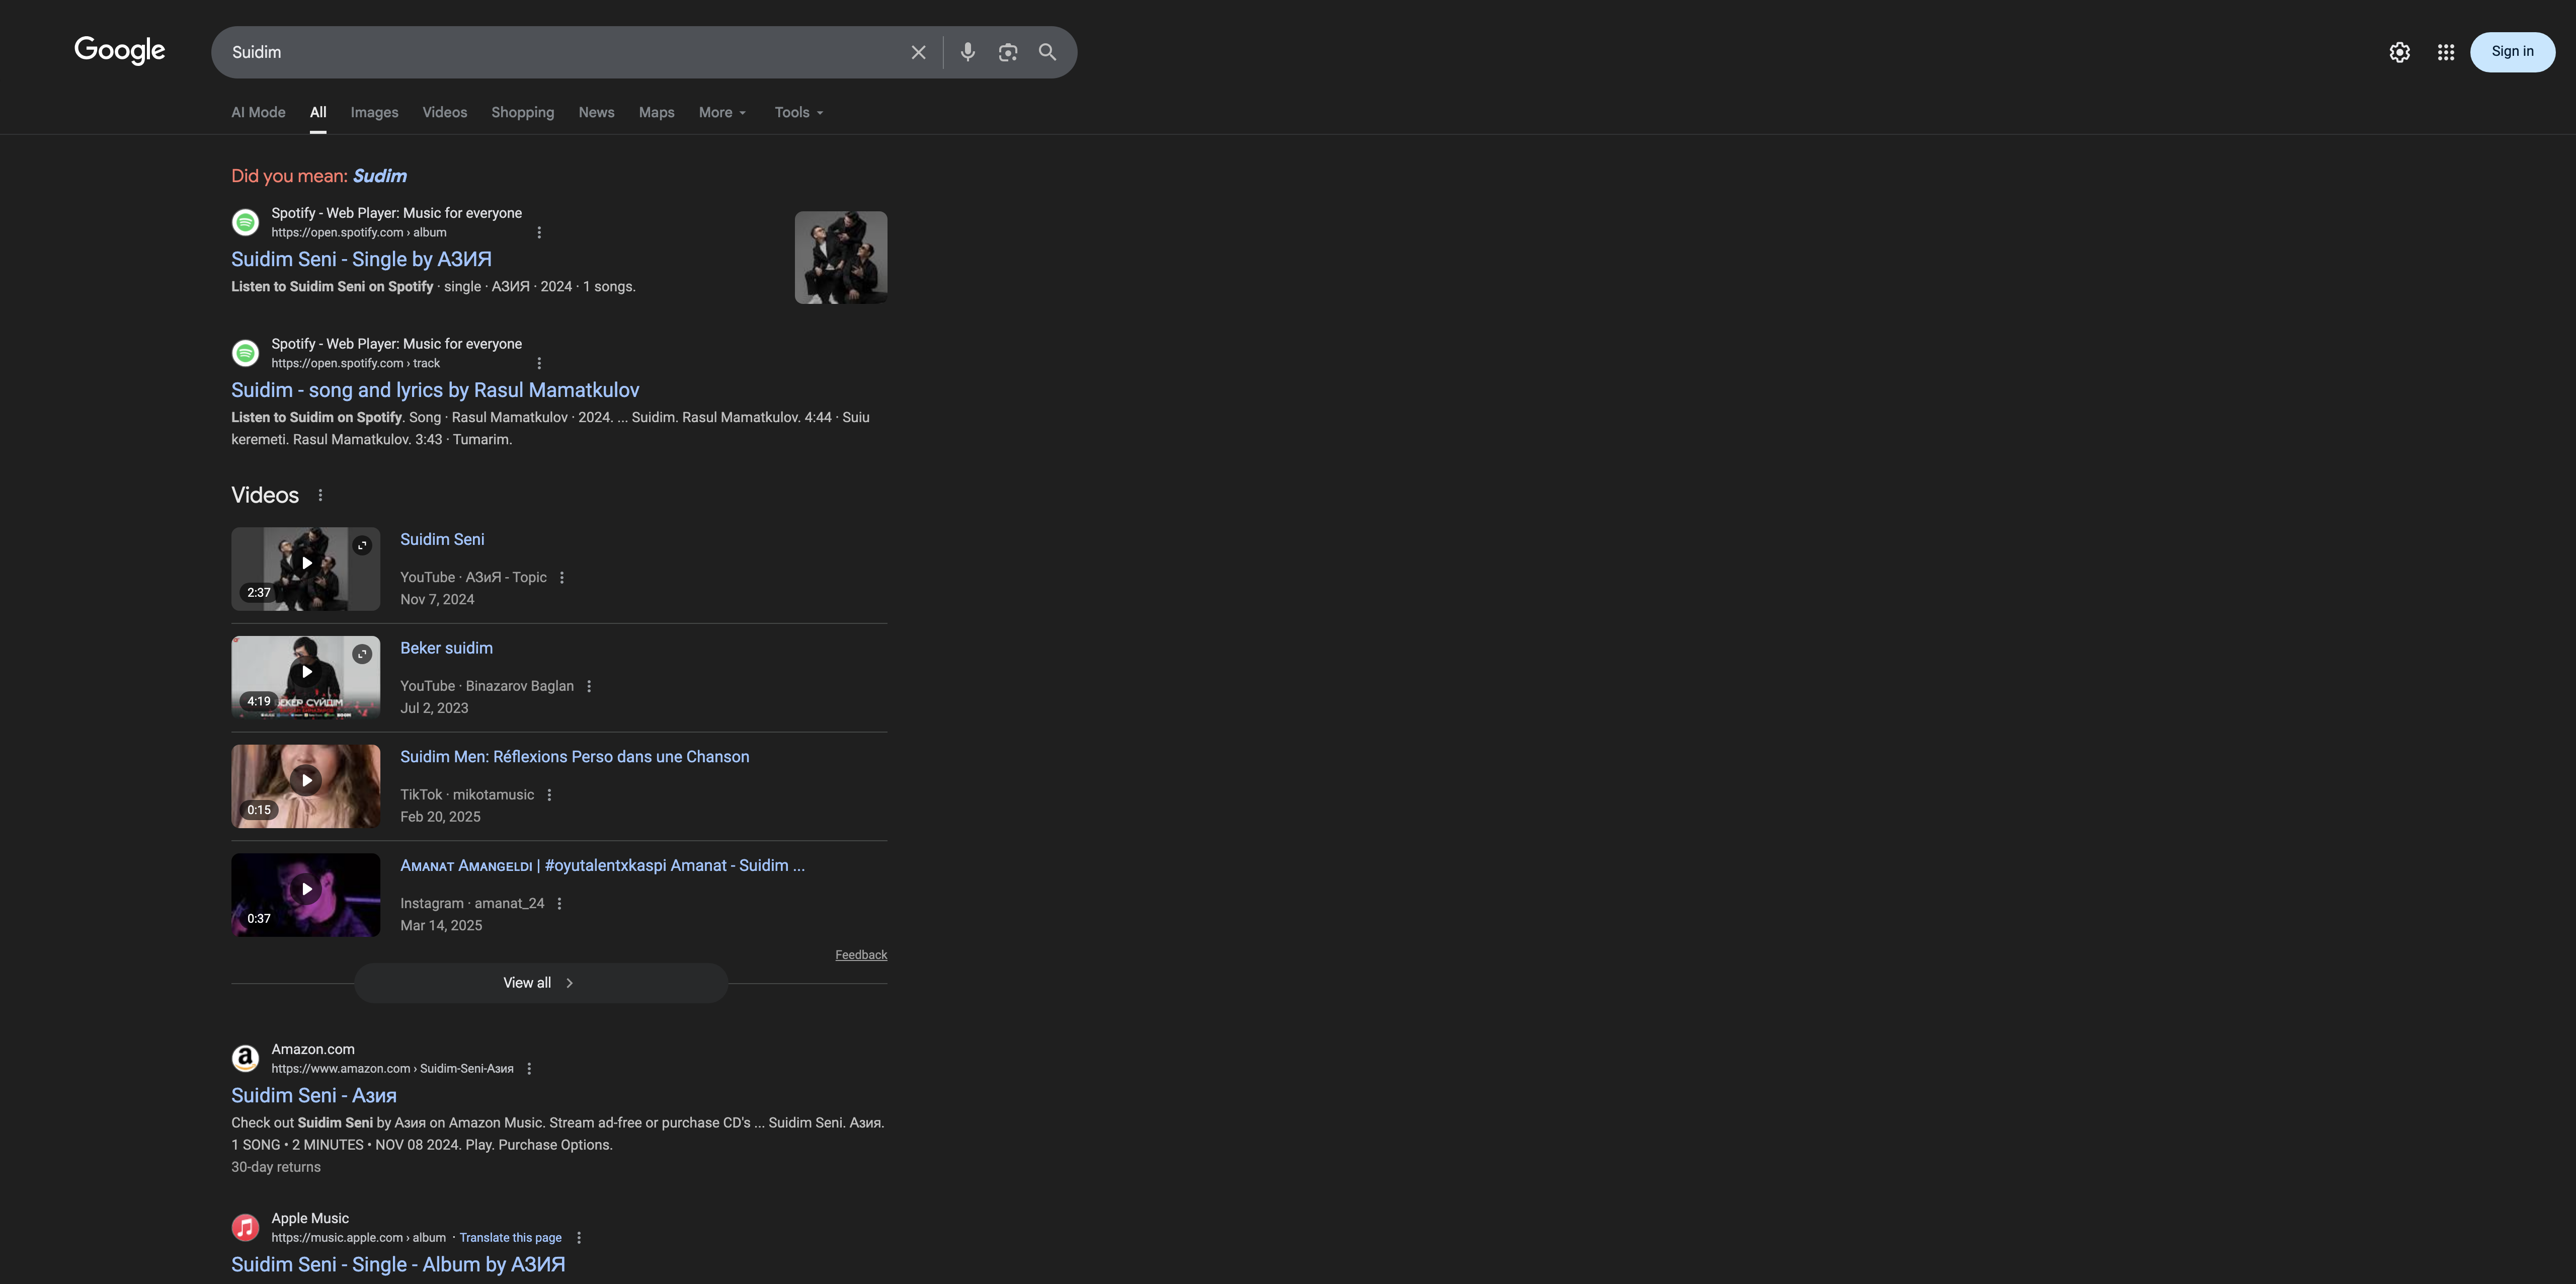 Google
Suidim
Sign in
AI Mode All Images Videos Shopping News Maps More Tools
Did you mean: Sudim
Spotify - Web Player: Music for everyone
https://open.spotify.com › album
Suidim Seni - Single by АЗИЯ
Listen to Suidim Seni on Spotify · single · АЗИЯ · 2024 · 1 songs.
Spotify - Web Player: Music for everyone
https://open.spotify.com › track
Suidim - song and lyrics by Rasul Mamatkulov
Listen to Suidim on Spotify. Song · Rasul Mamatkulov · 2024. ... Suidim. Rasul Mamatkulov. 4:44 · Suiu
keremeti. Rasul Mamatkulov. 3:43 · Tumarim.
Videos
2:37
Suidim Seni
YouTube · АЗиЯ - Topic
Nov 7, 2024
4:19
ЕКЕР СҮЙДІМ
Beker suidim
YouTube · Binazarov Baglan
Jul 2, 2023
0:15
Suidim Men: Réflexions Perso dans une Chanson
TikTok · mikotamusic
Feb 20, 2025
0:37
Aᴍᴀɴᴀᴛ Aᴍᴀɴɢᴇʟᴅɪ | #oyutalentxkaspi Amanat - Suidim ...
Instagram · amanat_24
Mar 14, 2025
Feedback
View all
Amazon.com
https://www.amazon.com › Suidim-Seni-Азия
Suidim Seni - Азия
Check out Suidim Seni by Азия on Amazon Music. Stream ad-free or purchase CD's ... Suidim Seni. Азия.
1 SONG • 2 MINUTES • NOV 08 2024. Play. Purchase Options.
30-day returns
Apple Music
https://music.apple.com › album · Translate this page
Suidim Seni - Single - Album by АЗИЯ